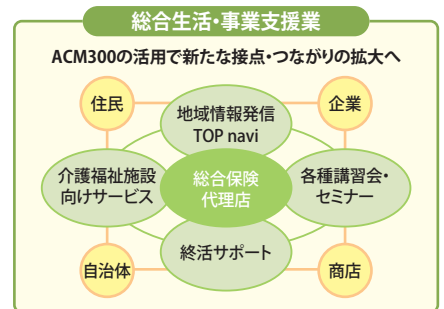 総合生活・事業支援業
ACM300の活用で新たな接点・つながりの拡大へ
住民
地域情報発信
TOP navi
企業
介護福祉施設
向けサービス
総合保険
代理店
各種講習会・
セミナー
自治体
終活サポート
商店